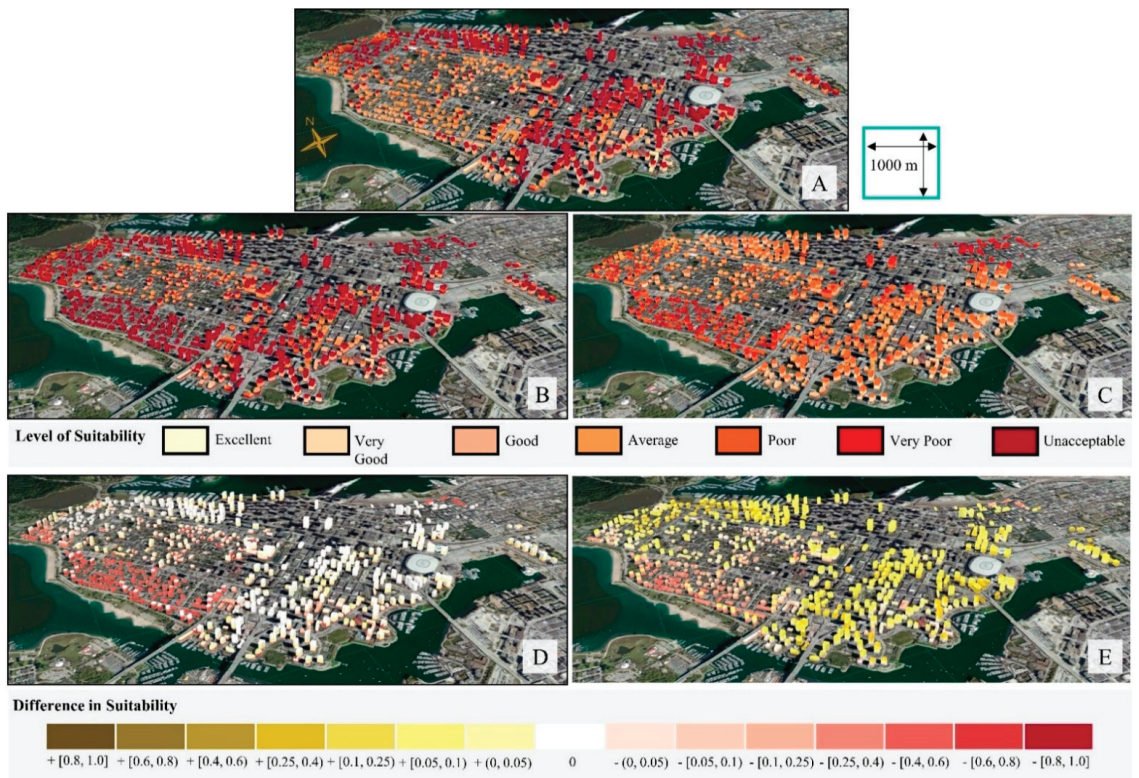 N
A
1000 m
B
C
Level of Suitability
Excellent
Very
Good
Good
Average
Poor
Very Poor
Unacceptable
D
E
Difference in Suitability
+ [0.8, 1.0] + [0.6, 0.8) + [0.4, 0.6) + [0.25, 0.4) + [0.1, 0.25) + [0.05, 0.1) + (0, 0.05) 0 - (0, 0.05) - [0.05, 0.1) - [0.1, 0.25) - [0.25, 0.4) - [0.4, 0.6) - [0.6, 0.8) - [0.8, 1.0]